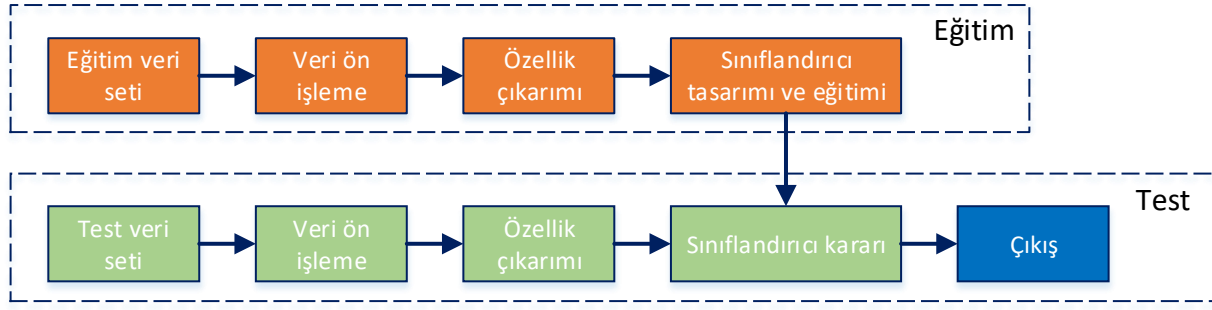 Eğitim
Eğitim veri
seti
Veri ön
işleme
Özellik
çıkarımı
Sınıflandırıcı
tasarımı ve eğitimi
Test
Test veri
seti
Veri ön
işleme
Özellik
çıkarımı
Sınıflandırıcı kararı
Çıkış